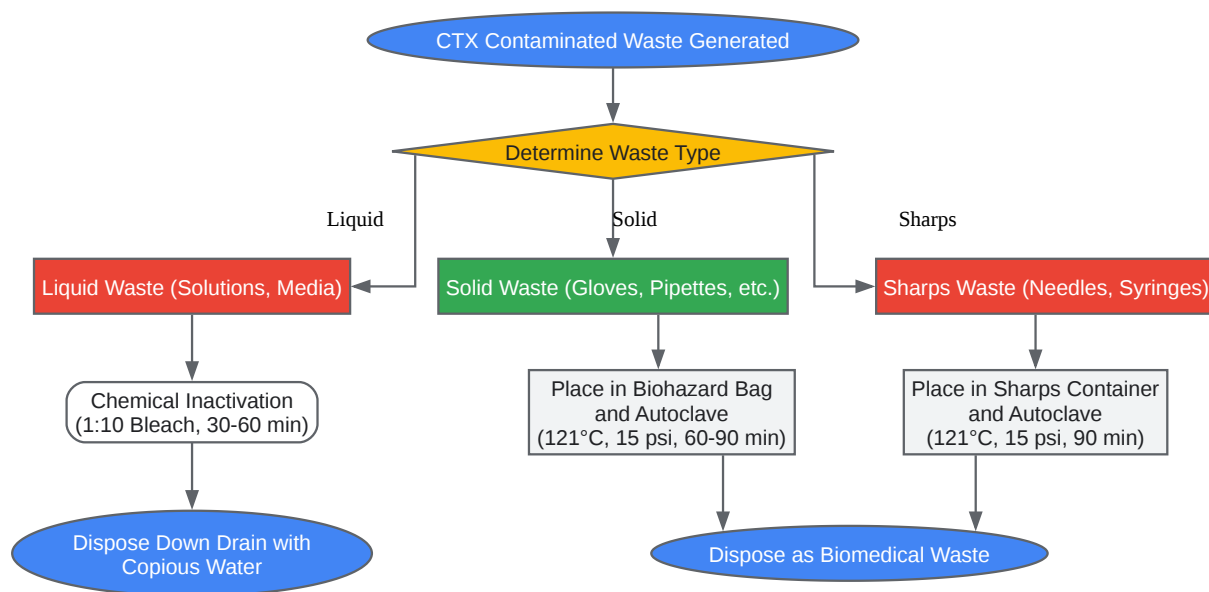 CTX Contaminated Waste Generated
Determine Waste Type
Liquid
Solid
Sharps
Liquid Waste (Solutions, Media)
Solid Waste (Gloves, Pipettes, etc.)
Sharps Waste (Needles, Syringes)
Chemical Inactivation
(1:10 Bleach, 30-60 min)
Place in Biohazard Bag
and Autoclave
(121°C, 15 psi, 60-90 min)
Place in Sharps Container
and Autoclave
(121°C, 15 psi, 90 min)
Dispose Down Drain with
Copious Water
Dispose as Biomedical Waste